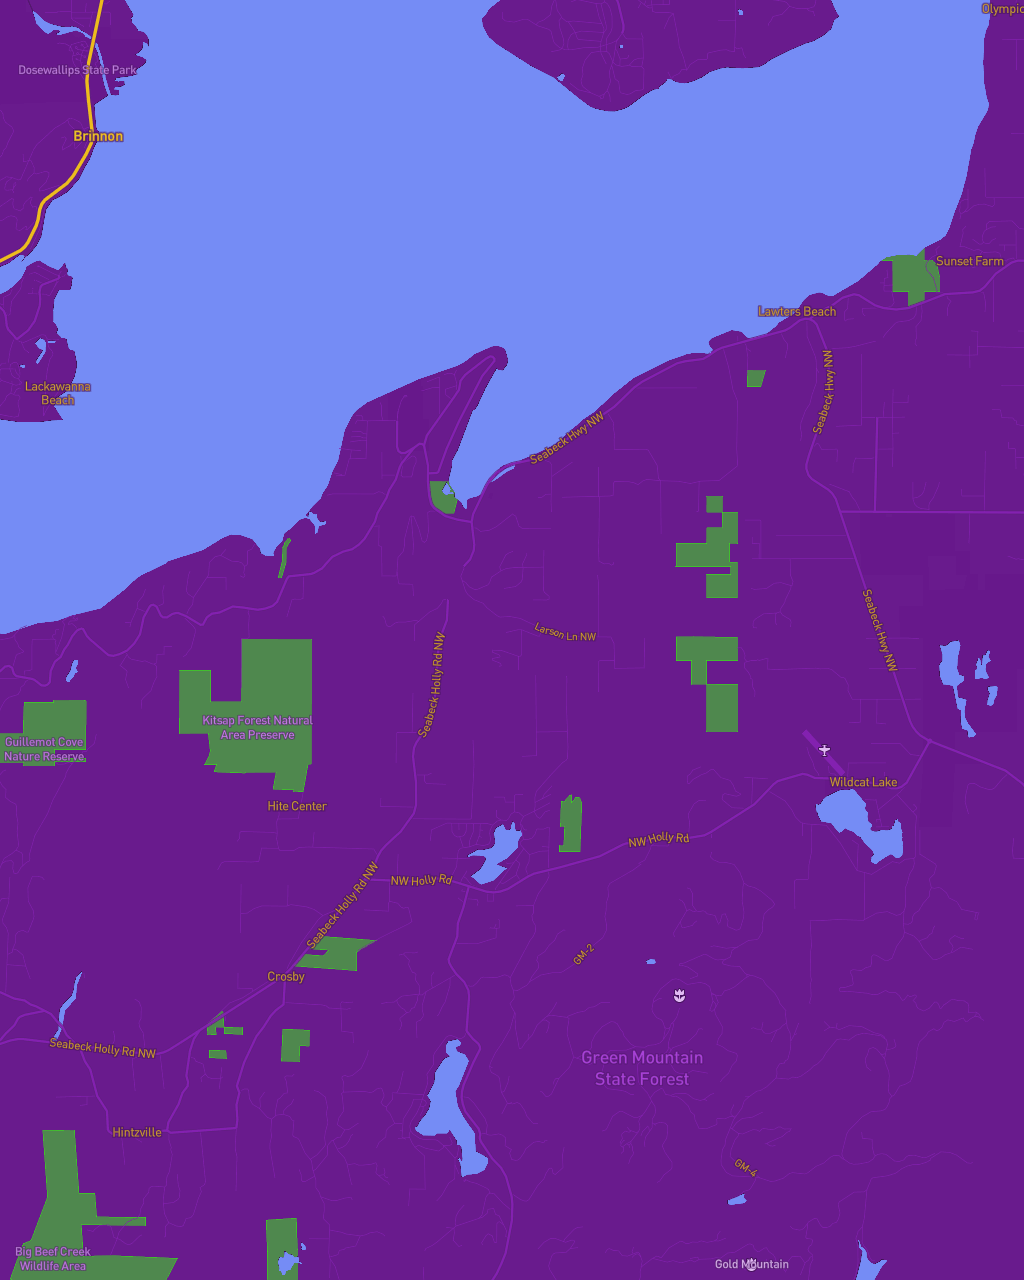 Olympic
Dosewallips State Park
Brinnon
Sunset Farm
Lawters Beach
Lackawanna
Beach
Seabeck Hwy NW
Seabeck Hwy NW
Larson Ln NW
Seabeck Hwy NW
Seabeck Holly Rd NW
Kitsap Forest Natural
Area Preserve
Guillemot Cove
Nature Reserve
Wildcat Lake
Hite Center
NW Holly Rd
NW Holly Rd
Seabeck Holly Rd NW
GM-2
Crosby
Seabeck Holly Rd NW
Green Mountain
State Forest
Hintzville
GM-4
Big Beef Creek
Wildlife Area
Gold Mountain